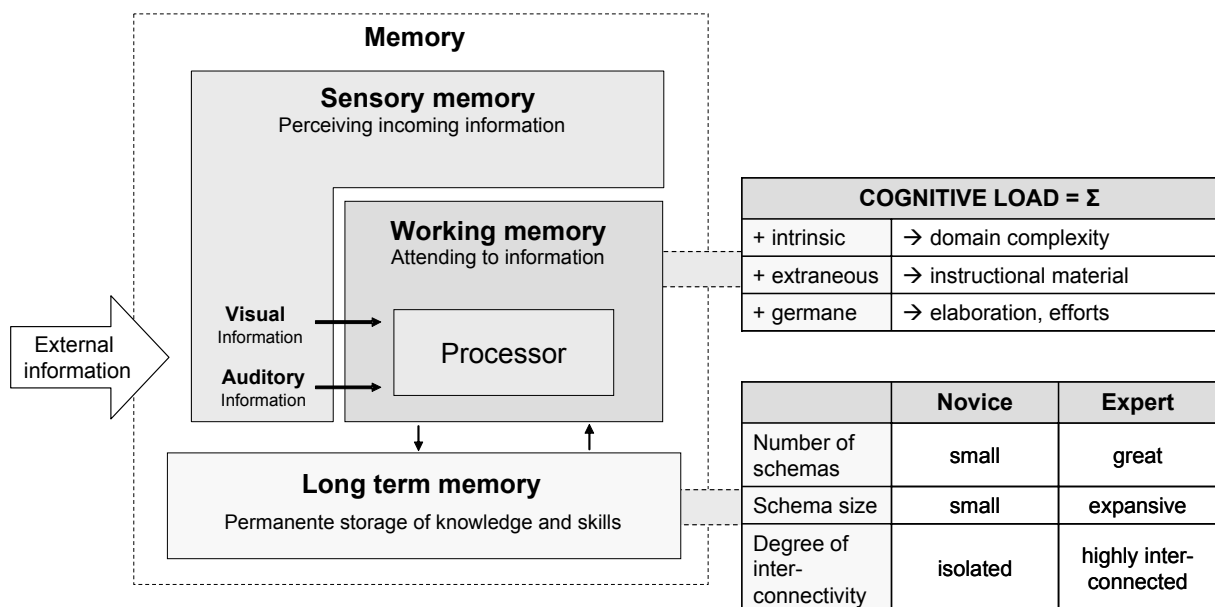 Memory
Sensory memory
Perceiving incoming information
Working memory
Attending to information
Visual
Information
Auditory
Information
Processor
External
information
Long term memory
Permanente storage of knowledge and skills
COGNITIVE LOAD = Σ
+ intrinsic → domain complexity
+ extraneous → instructional material
+ germane → elaboration, efforts
Novice Expert
Number of
schemas small great
Schema size small expansive
Degree of
inter-
connectivity isolated highly inter-
connected